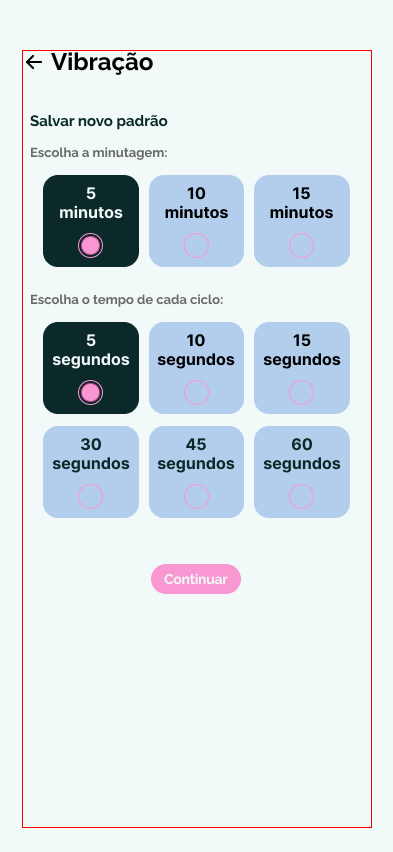 Vibração
Salvar novo padrão
Escolha a minutagem:
5 minutos
10 minutos
15 minutos
Escolha o tempo de cada ciclo:
5 segundos
10 segundos
15 segundos
30 segundos
45 segundos
60 segundos
Continuar